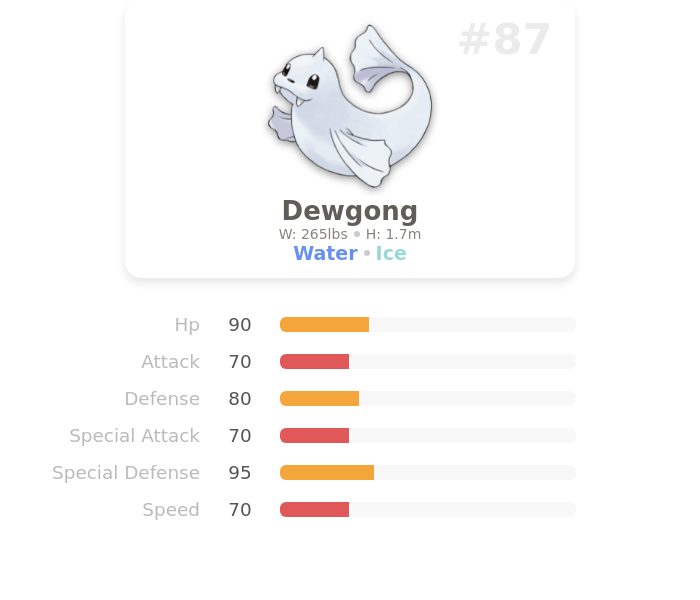 #87
Dewgong
W: 265lbs • H: 1.7m
Water • Ice
Hp 90
Attack 70
Defense 80
Special Attack 70
Special Defense 95
Speed 70